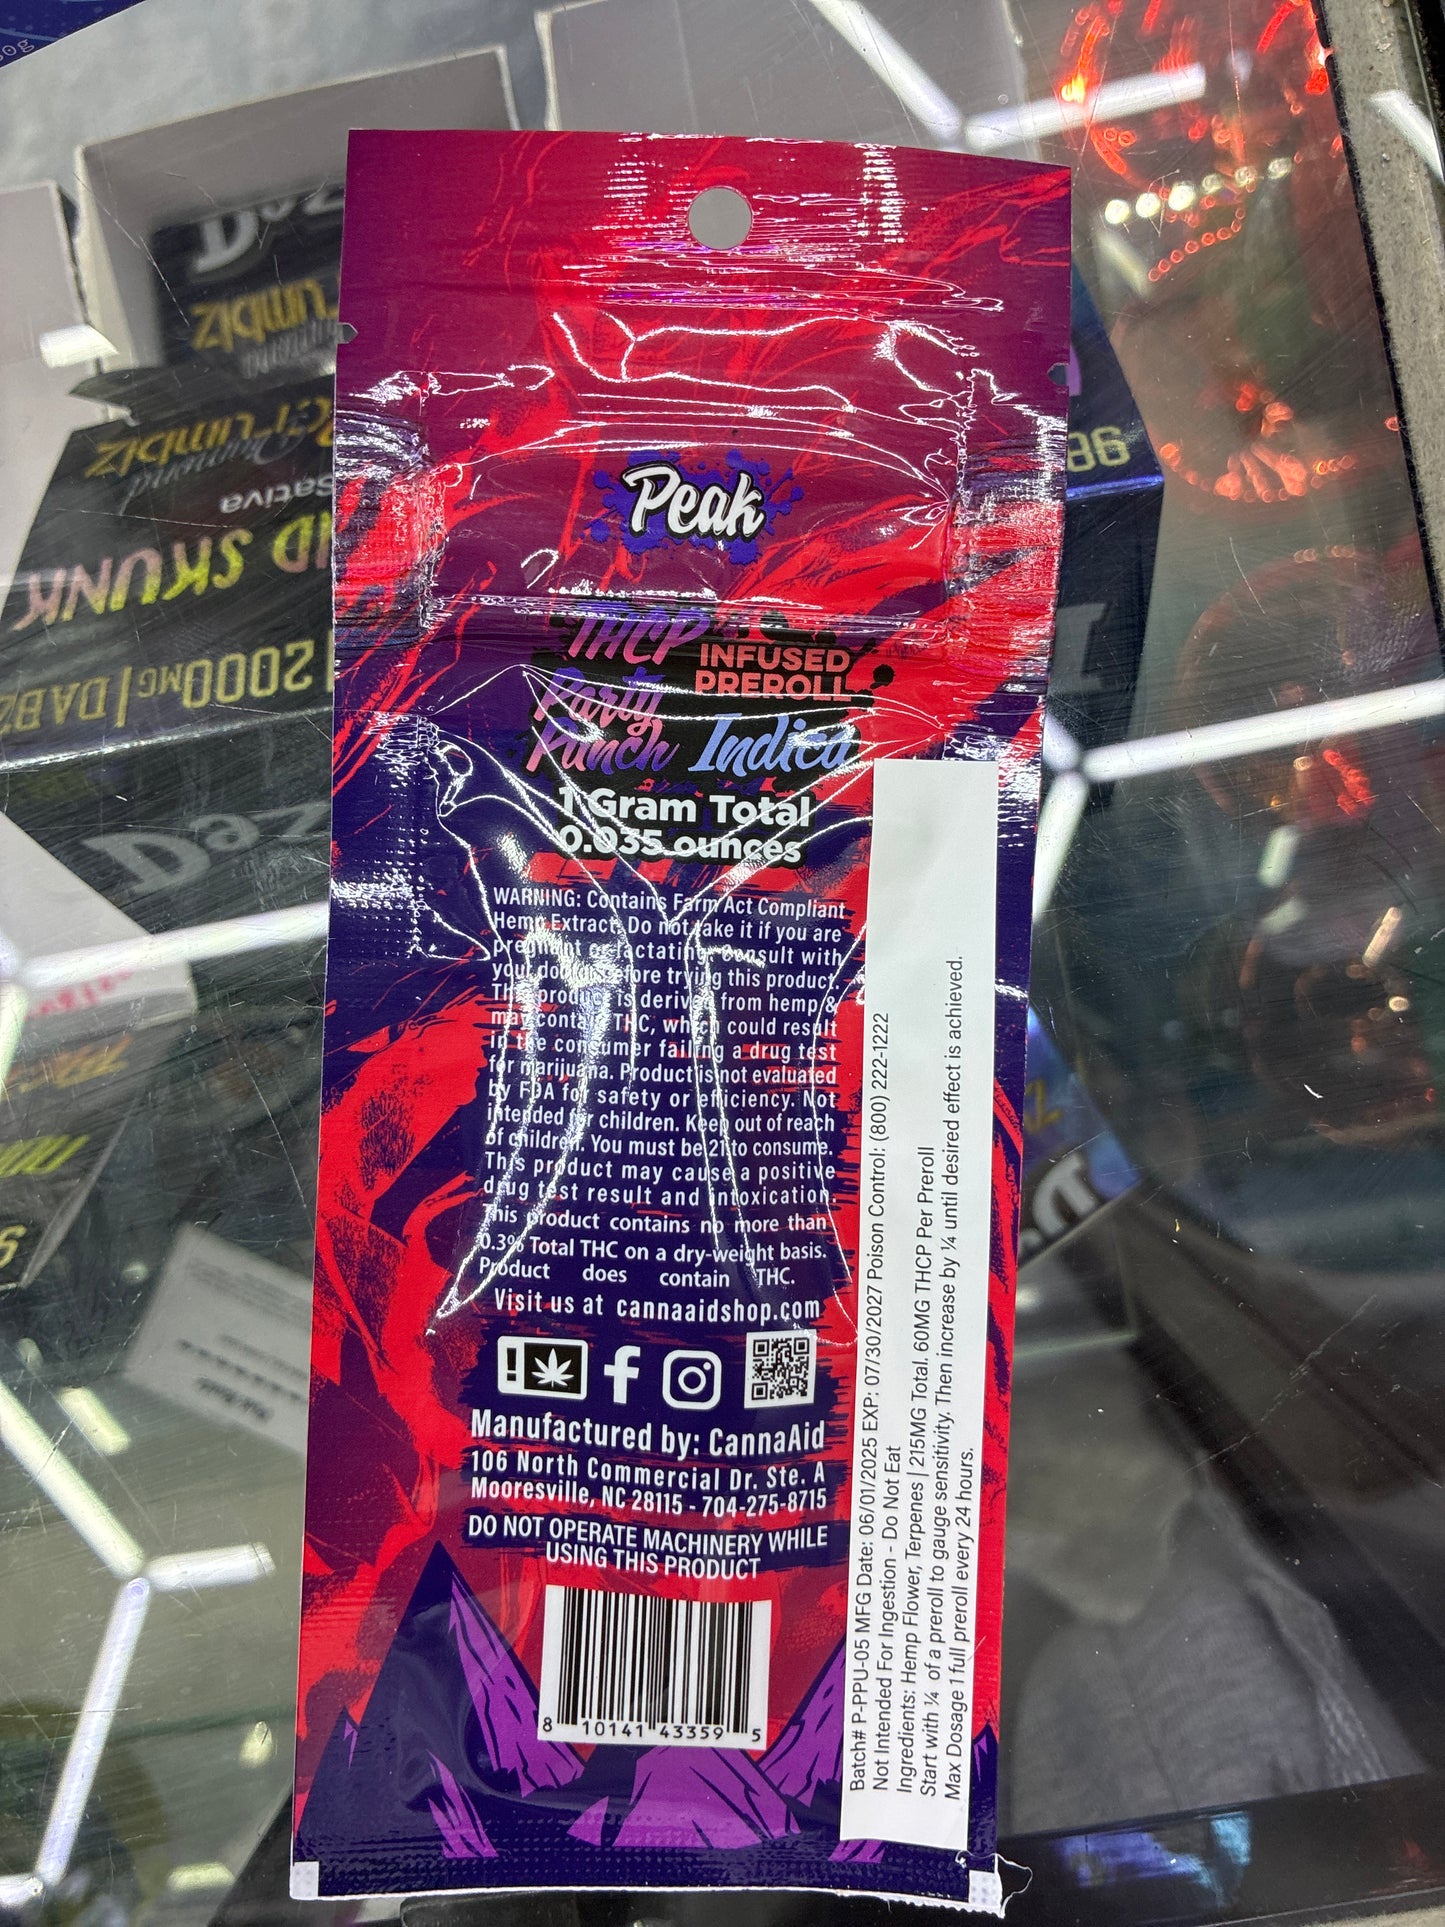 Peak
THCP
INFUSED
PREROLL
Party
Punch
Indica
1 Gram Total
0.035 ounces
WARNING: Contains Farm Act Compliant
Hemp Extract. Do not take it if you are
pregnant or lactating. Consult with
your doctor before trying this product.
This product is derived from hemp &
may contain THC, which could result
in the consumer failing a drug test
for marijuana. Product is not evaluated
by FDA for safety or efficiency. Not
intended for children. Keep out of reach
of children. You must be 21 to consume.
This product may cause a positive
drug test result and intoxication.
This product contains no more than
0.3% Total THC on a dry-weight basis.
Product does contain THC.
Visit us at cannaaidshop.com
Manufactured by: CannaAid
106 North Commercial Dr. Ste. A
Mooresville, NC 28115 - 704-275-8715
DO NOT OPERATE MACHINERY WHILE
USING THIS PRODUCT
8 10141 43359 5
Batch# P-PPU-05 MFG Date: 06/01/2025 EXP: 07/30/2027 Poison Control: (800) 222-1222
Not Intended For Ingestion - Do Not Eat
Ingredients: Hemp Flower, Terpenes | 215MG Total. 60MG THCP Per Preroll
Start with ¼ of a preroll to gauge sensitivity. Then increase by ¼ until desired effect is achieved.
Max Dosage 1 full preroll every 24 hours.
Sativa
SKUNK
2000MG | DABZ